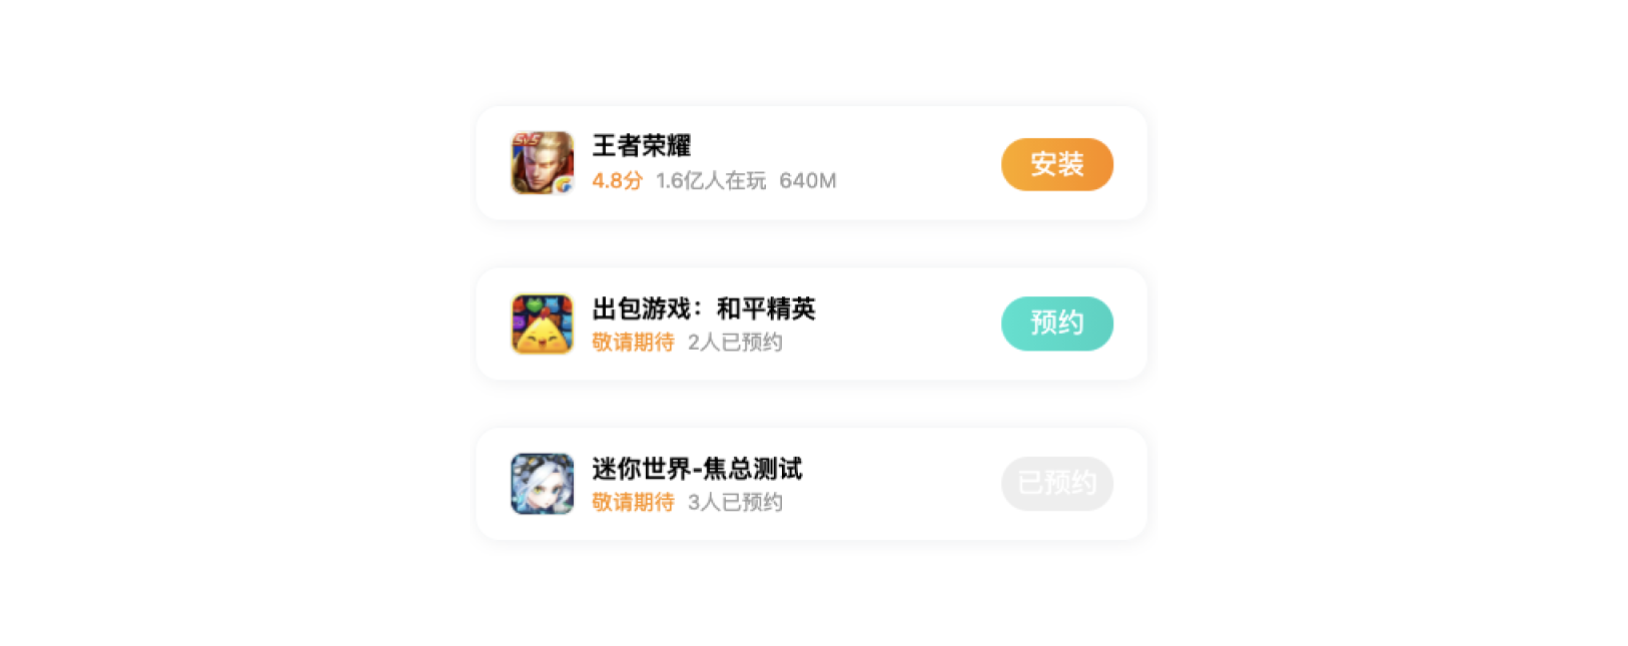 5v5
王者荣耀
4.8分 1.6亿人在玩 640M
安装
出包游戏：和平精英
敬请期待 2人已预约
预约
迷你世界-焦总测试
敬请期待 3人已预约
已预约